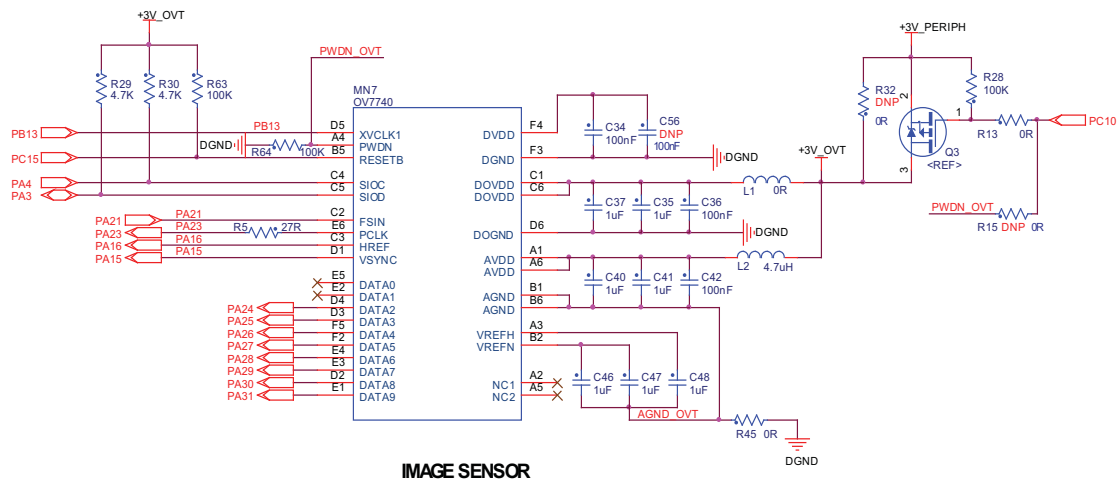 +3V_OVT
+3V_PERIPH
PWDN_OVT
R29
4.7K
R30
4.7K
R63
100K
MN7
OV7740
PB13
PB13
D5
XVCLK1
DGND
R64
100K
A4
PWDN
PC15
B5
RESETB
PA4
C4
SIOC
PA3
C5
SIOD
PA21
PA21
C2
FSIN
PA23
PA23
R5
27R
E6
PCLK
PA16
PA16
C3
HREF
PA15
PA15
D1
VSYNC
E5
DATA0
E2
DATA1
PA24
D4
DATA2
PA25
D3
DATA3
PA26
F5
DATA4
PA27
F2
DATA5
PA28
E4
DATA6
PA29
E3
DATA7
PA30
D2
DATA8
PA31
E1
DATA9
DVDD
F4
DGND
F3
DOVDD
C1
DOVDD
C6
DOGND
D6
AVDD
A1
AVDD
A6
AGND
B1
AGND
B6
VREFH
A3
VREFN
B2
NC1
A2
NC2
A5
C34
100nF
C56
DNP
100nF
DGND
C37
1uF
C35
1uF
C36
100nF
L1
0R
+3V_OVT
DGND
L2
4.7uH
C40
1uF
C41
1uF
C42
100nF
C46
1uF
C47
1uF
C48
1uF
AGND_OVT
R45
0R
DGND
R32
DNP
0R
2
1
3
R28
100K
R13
0R
PC10
Q3
<REF>
PWDN_OVT
R15
DNP
0R
IMAGE SENSOR